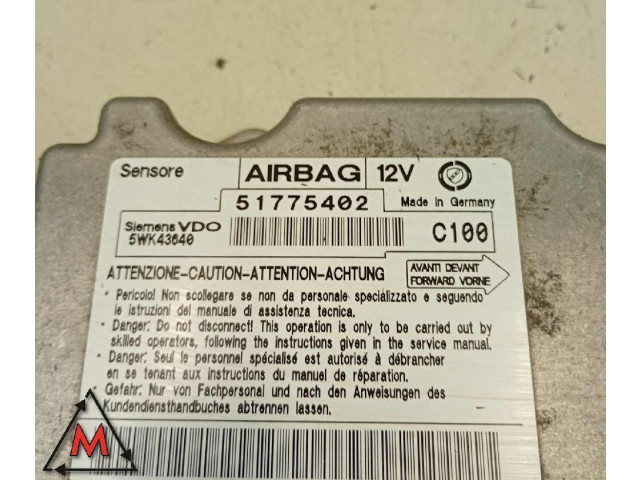 Sensore AIRBAG 12V
51775402 Made in Germany
Siemens VDO
5WK43640 C100
ATTENZIONE-CAUTION-ATTENTION-ACHTUNG
AVANTI DEVANT
FORWARD VORNE
• Pericolo! Non scollegare se non da personale specializzato e seguendo
le istruzioni del manuale di assistenza tecnica.
• Danger: Do not disconnect! This operation is only to be carried out by
skilled operators, following the instructions given in the service manual.
• Danger: Seul le personnel spécialisé est autorisé à débrancher
en se tenant aux instructions du manuel de réparation.
• Gefahr: Nur von Fachpersonal und nach den Anweisungen des
Kundendiensthandbuches abtrennen lassen.
M